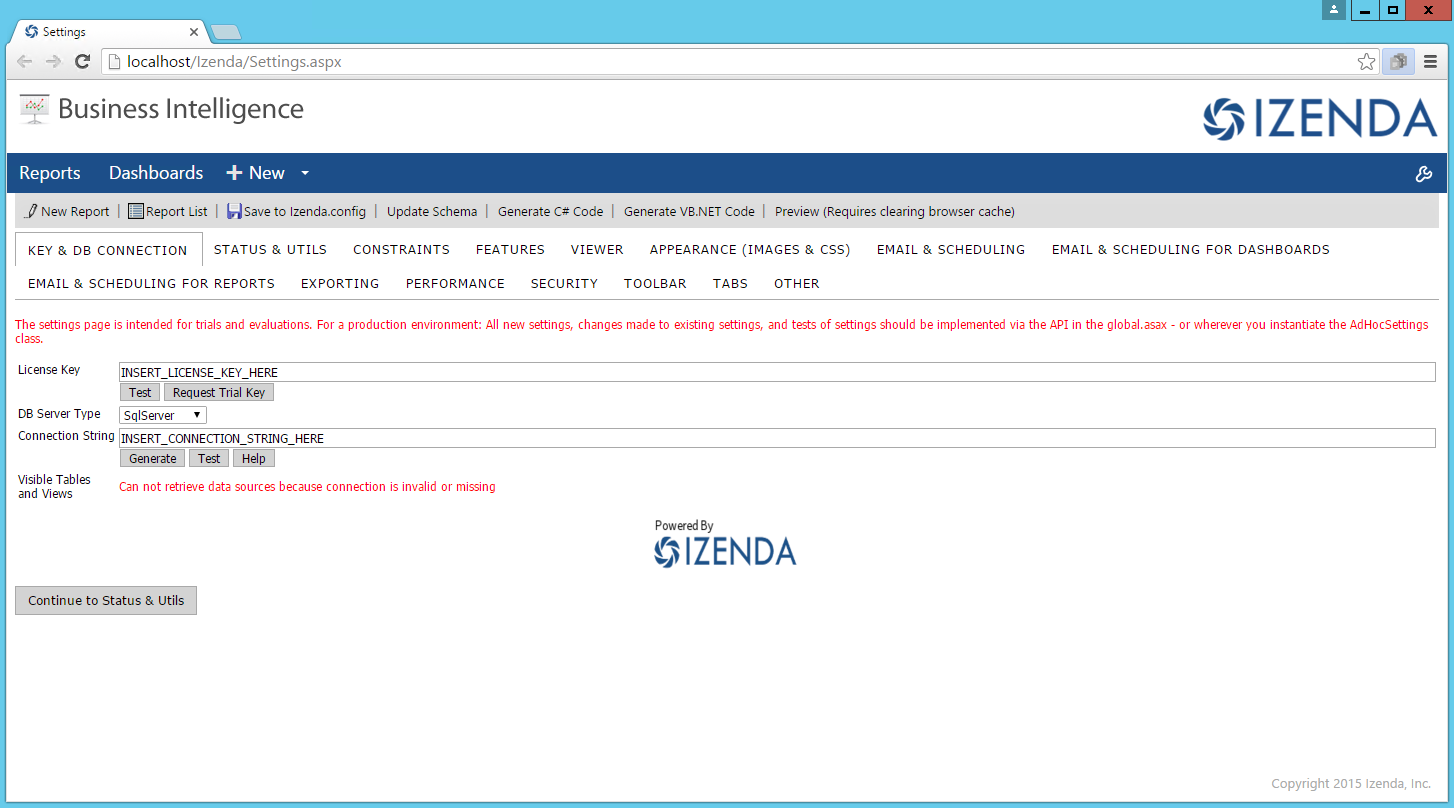 Settings
localhost/Izenda/Settings.aspx
Business Intelligence
IZENDA
Reports Dashboards + New
New Report | Report List | Save to Izenda.config | Update Schema | Generate C# Code | Generate VB.NET Code | Preview (Requires clearing browser cache)
KEY & DB CONNECTION STATUS & UTILS CONSTRAINTS FEATURES VIEWER APPEARANCE (IMAGES & CSS) EMAIL & SCHEDULING EMAIL & SCHEDULING FOR DASHBOARDS
EMAIL & SCHEDULING FOR REPORTS EXPORTING PERFORMANCE SECURITY TOOLBAR TABS OTHER
The settings page is intended for trials and evaluations. For a production environment: All new settings, changes made to existing settings, and tests of settings should be implemented via the API in the global.asax - or wherever you instantiate the AdHocSettings
class.
License Key INSERT_LICENSE_KEY_HERE
Test Request Trial Key
DB Server Type SqlServer
Connection String INSERT_CONNECTION_STRING_HERE
Generate Test Help
Visible Tables
and Views
Can not retrieve data sources because connection is invalid or missing
Powered By
IZENDA
Continue to Status & Utils
Copyright 2015 Izenda, Inc.